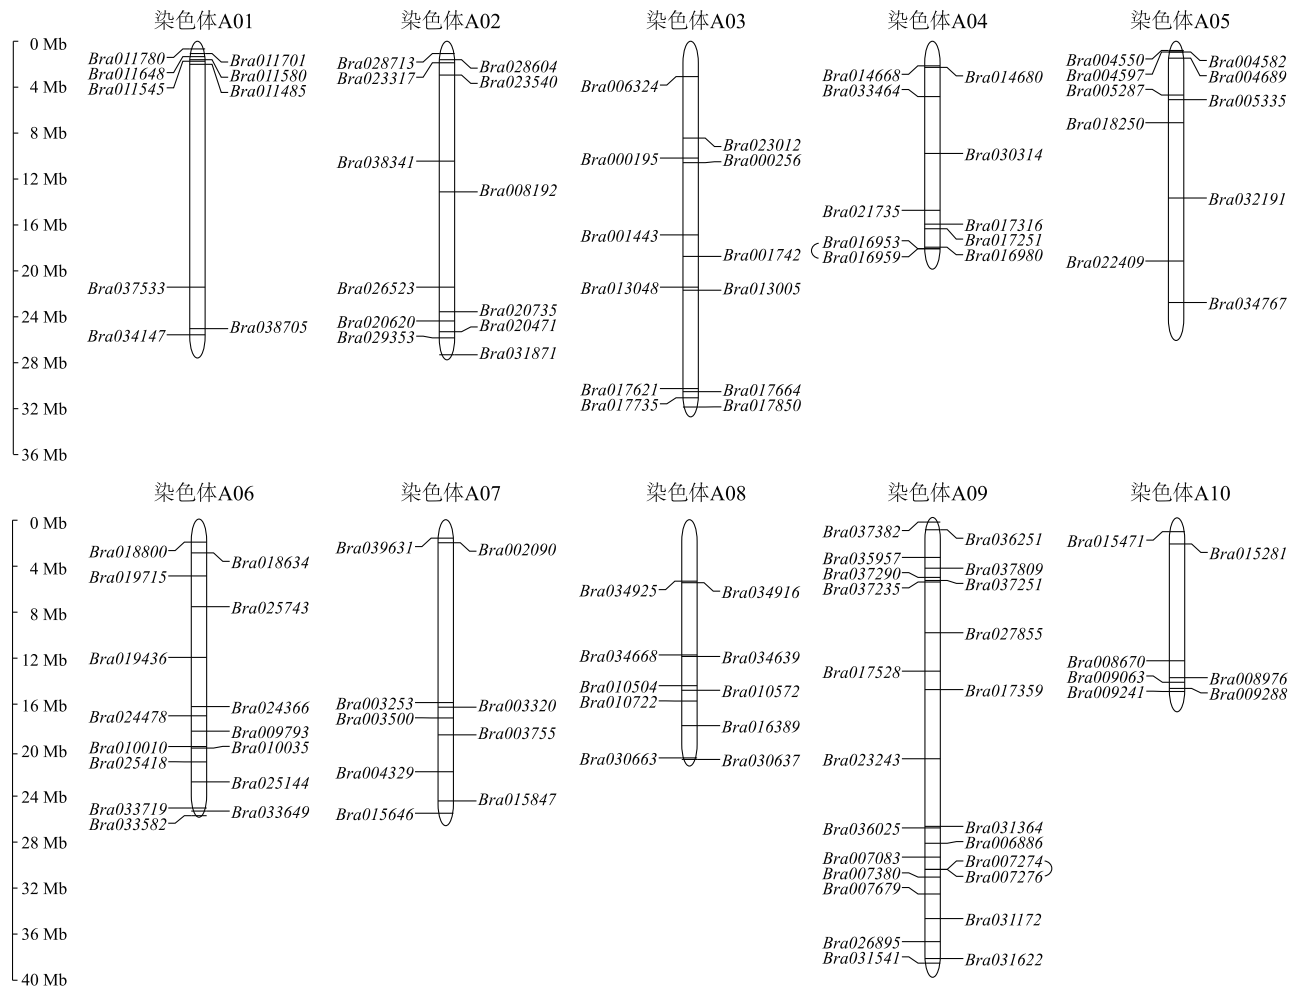 染色体A01 染色体A02 染色体A03 染色体A04 染色体A05
0 Mb
4 Mb
8 Mb
12 Mb
16 Mb
20 Mb
24 Mb
28 Mb
32 Mb
36 Mb
Bra011780 Bra011701
Bra011648 Bra011580
Bra011545 Bra011485
Bra037533
Bra038705
Bra034147
Bra028713 Bra028604
Bra023317 Bra023540
Bra038341
Bra008192
Bra026523
Bra020735
Bra020620 Bra020471
Bra029353
Bra031871
Bra006324
Bra023012
Bra000195 Bra000256
Bra001443
Bra001742
Bra013048 Bra013005
Bra017621 Bra017664
Bra017735 Bra017850
Bra014668 Bra014680
Bra033464
Bra030314
Bra021735
Bra017316
Bra016953 Bra017251
Bra016959 Bra016980
Bra004550 Bra004582
Bra004597 Bra004689
Bra005287
Bra005335
Bra018250
Bra032191
Bra022409
Bra034767
染色体A06 染色体A07 染色体A08 染色体A09 染色体A10
0 Mb
4 Mb
8 Mb
12 Mb
16 Mb
20 Mb
24 Mb
28 Mb
32 Mb
36 Mb
40 Mb
Bra018800
Bra018634
Bra019715
Bra025743
Bra019436
Bra024366
Bra024478
Bra009793
Bra010010 Bra010035
Bra025418
Bra025144
Bra033719 Bra033649
Bra033582
Bra039631 Bra002090
Bra003253 Bra003320
Bra003500
Bra003755
Bra004329
Bra015847
Bra015646
Bra034925 Bra034916
Bra034668 Bra034639
Bra010504 Bra010572
Bra010722
Bra016389
Bra030663 Bra030637
Bra037382 Bra036251
Bra035957
Bra037290 Bra037809
Bra037235 Bra037251
Bra027855
Bra017528
Bra017359
Bra023243
Bra036025 Bra031364
Bra006886
Bra007083 Bra007274
Bra007380 Bra007276
Bra007679
Bra031172
Bra026895
Bra031541 Bra031622
Bra015471
Bra015281
Bra008670
Bra009063 Bra008976
Bra009241 Bra009288